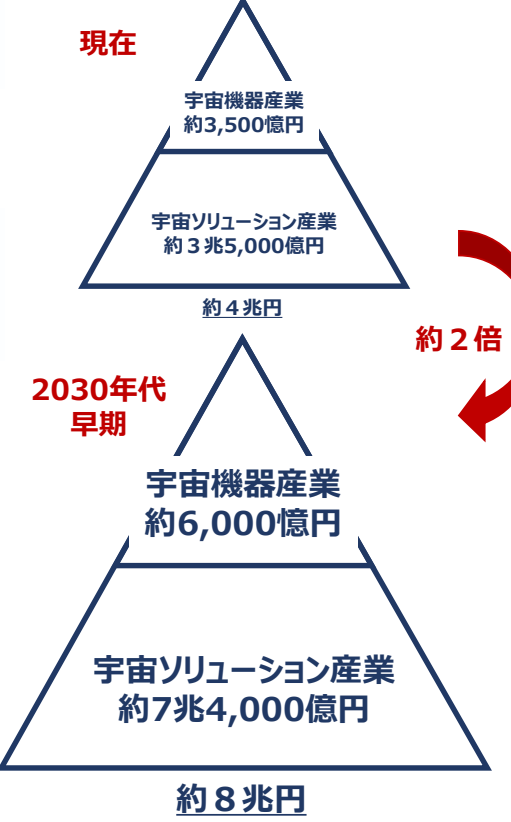 現在
宇宙機器産業
約3,500憶円
宇宙ソリューション産業
約３兆5,000億円
約４兆円
約２倍
2030年代
早期
宇宙機器産業
約6,000憶円
宇宙ソリューション産業
約7兆4,000億円
約８兆円